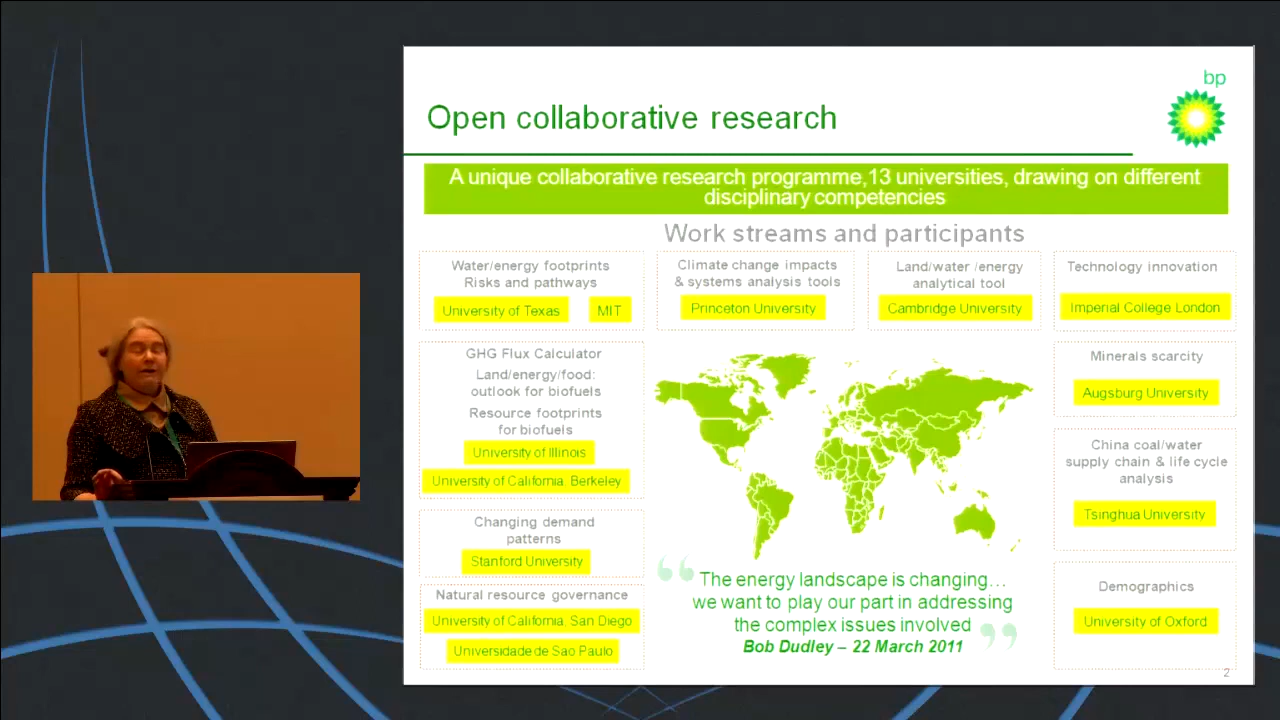 bp
Open collaborative research
A unique collaborative research programme,13 universities, drawing on different
disciplinary competencies
Work streams and participants
Water/energy footprints
Risks and pathways
University of Texas
MIT
Climate change impacts
& systems analysis tools
Princeton University
Land/water /energy
analytical tool
Cambridge University
Technology innovation
Imperial College London
GHG Flux Calculator
Land/energy/food:
outlook for biofuels
Resource footprints
for biofuels
University of Illinois
University of California, Berkeley
Changing demand
patterns
Stanford University
Natural resource governance
University of California, San Diego
Universidade de Sao Paulo
Minerals scarcity
Augsburg University
China coal/water
supply chain & life cycle
analysis
Tsinghua University
Demographics
University of Oxford
“The energy landscape is changing…
we want to play our part in addressing
the complex issues involved”
Bob Dudley – 22 March 2011
2